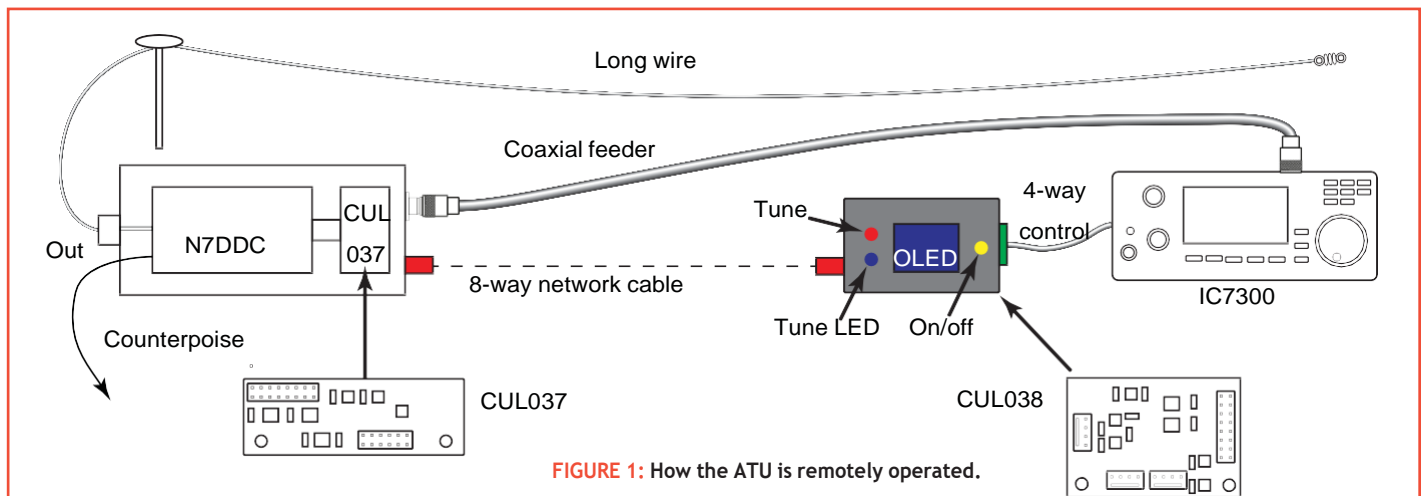 Long wire
Coaxial feeder
4-way
control
Tune
CUL
037
N7DDC
Out
OLED
8-way network cable
IC7300
Tune LED
On/off
Counterpoise
CUL037
CUL038
FIGURE 1: How the ATU is remotely operated.